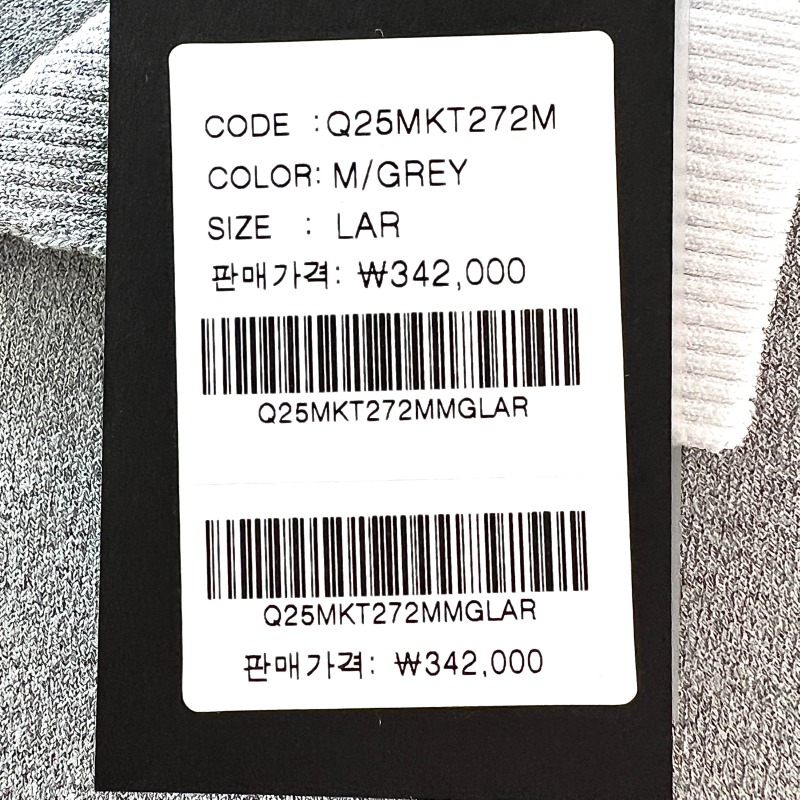 CODE :Q25MKT272M
COLOR: M/GREY
SIZE : LAR
판매가격: ₩342,000
Q25MKT272MMGLAR
Q25MKT272MMGLAR
판매가격: ₩342,000